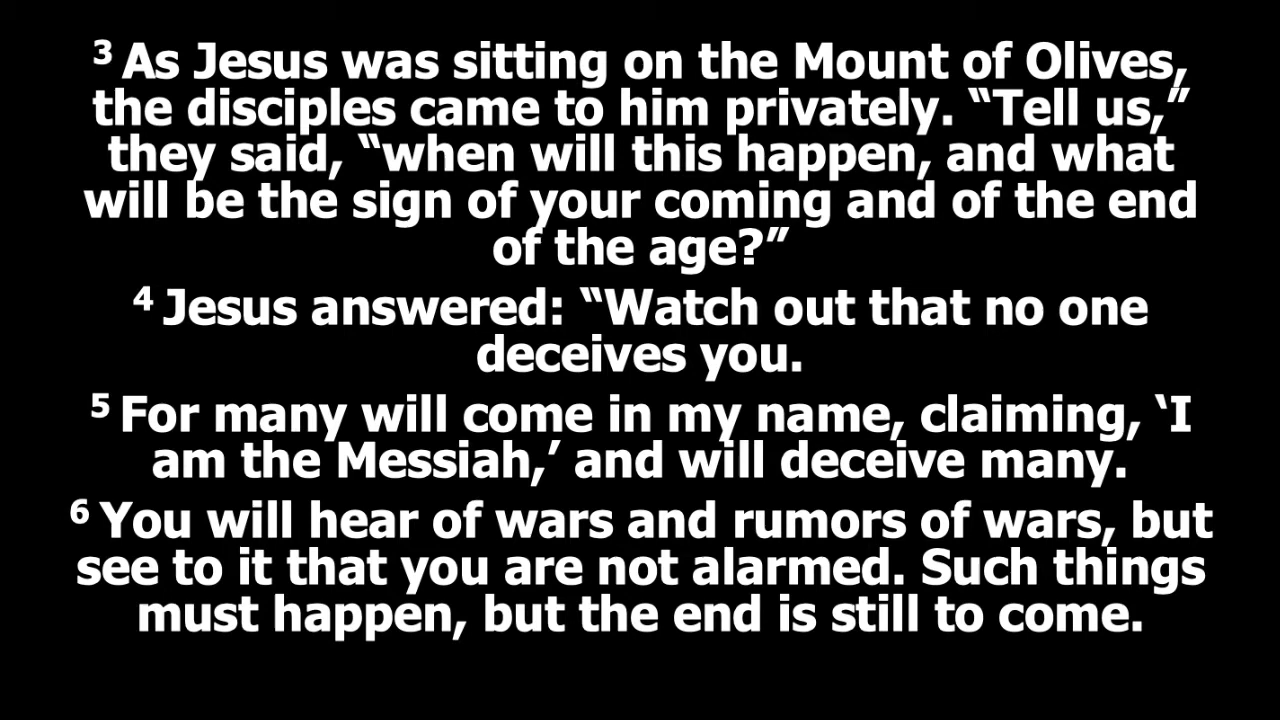 ³ As Jesus was sitting on the Mount of Olives,
the disciples came to him privately. “Tell us,”
they said, “when will this happen, and what
will be the sign of your coming and of the end
of the age?”
⁴ Jesus answered: “Watch out that no one
deceives you.
⁵ For many will come in my name, claiming, ‘I
am the Messiah,’ and will deceive many.
⁶ You will hear of wars and rumors of wars, but
see to it that you are not alarmed. Such things
must happen, but the end is still to come.